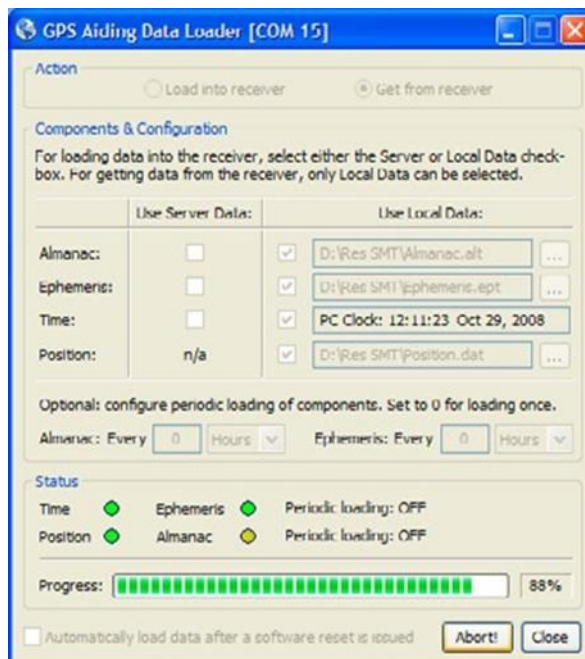 GPS Aiding Data Loader [COM 15]
Action
Load into receiver Get from receiver
Components & Configuration
For loading data into the receiver, select either the Server or Local Data check-
box. For getting data from the receiver, only Local Data can be selected.
Use Server Data: Use Local Data:
Almanac: D:\Res SMT\Almanac.alt ...
Ephemeris: D:\Res SMT\Ephemeris.ept ...
Time: PC Clock: 12:11:23 Oct 29, 2008
Position: n/a D:\Res SMT\Position.dat ...
Optional: configure periodic loading of components. Set to 0 for loading once.
Almanac: Every 0 Hours Ephemeris: Every 0 Hours
Status
Time Ephemeris Periodic loading: OFF
Position Almanac Periodic loading: OFF
Progress: 88%
Automatically load data after a software reset is issued Abort! Close